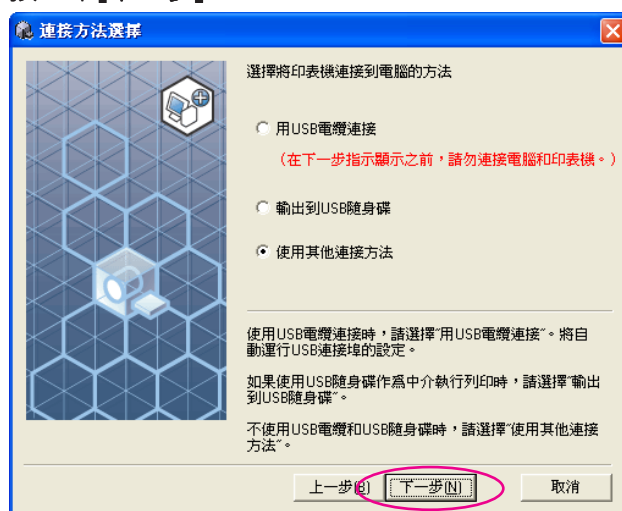 連接方法選擇
選擇將印表機連接到電腦的方法
用USB電纜連接
(在下一步指示顯示之前，請勿連接電腦和印表機。)
輸出到USB隨身碟
使用其他連接方法
使用USB電纜連接時，請選擇"用USB電纜連接"。將自
動運行USB連接埠的設定。
如果使用USB隨身碟作爲中介執行列印時，請選擇"輸出
到USB隨身碟"。
不使用USB電纜和USB隨身碟時，請選擇"使用其他連接
方法"。
上一步(B) 下一步(N) 取消